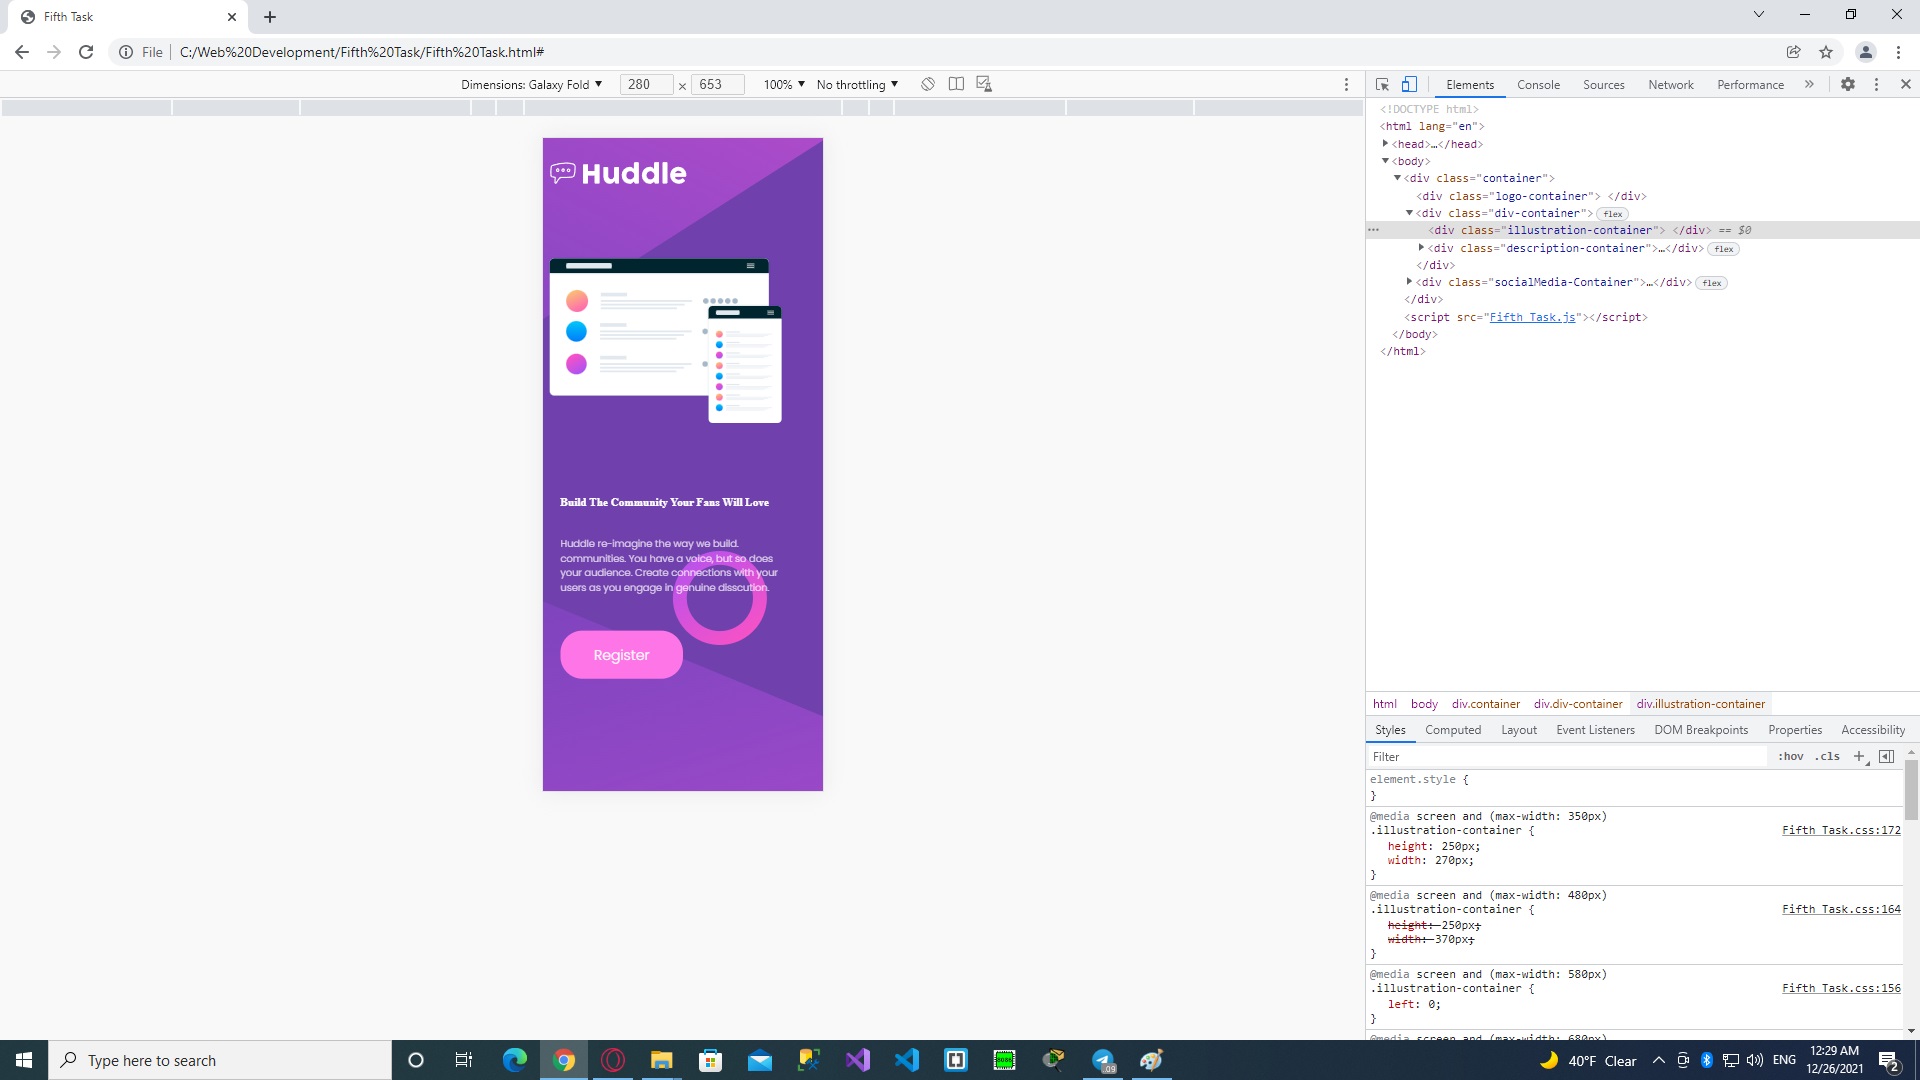 Fifth Task
File
C:/Web%20Development/Fifth%20Task/Fifth%20Task.html#
Dimensions: Galaxy Fold ▼ 280 × 653 100% ▼ No throttling ▼
Elements Console Sources Network Performance »
<!DOCTYPE html>
<html lang="en">
<head>…</head>
<body>
<div class="container">
<div class="logo-container"> </div>
<div class="div-container"> flex
<div class="illustration-container"> </div> == $0
<div class="description-container">…</div> flex
</div>
<div class="socialMedia-Container">…</div> flex
</div>
<script src="Fifth Task.js"></script>
</body>
</html>
Huddle
Build The Community Your Fans Will Love
Huddle re-imagine the way we build.
communities. You have a voice, but so does
your audience. Create connections with your
users as you engage in genuine disscution.
Register
html body div.container div.div-container div.illustration-container
Styles Computed Layout Event Listeners DOM Breakpoints Properties Accessibility
Filter :hov .cls +
element.style {
}
@media screen and (max-width: 350px)
.illustration-container { Fifth Task.css:172
height: 250px;
width: 270px;
}
@media screen and (max-width: 480px)
.illustration-container { Fifth Task.css:164
height: 250px;
width: 370px;
}
@media screen and (max-width: 580px)
.illustration-container { Fifth Task.css:156
left: 0;
}
@media screen and (max-width: 680px)
Type here to search
.09
40°F Clear
ENG
12:29 AM
12/26/2021
2